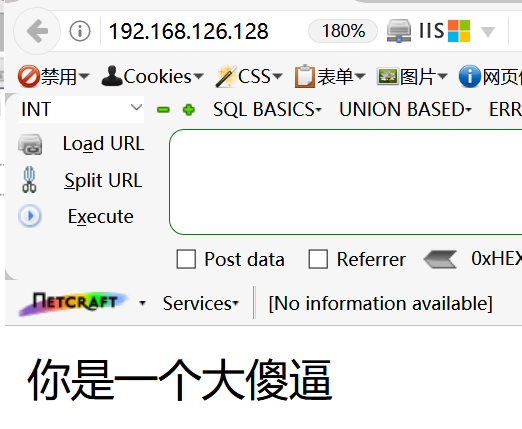 192.168.126.128 180% IIS
禁用 Cookies CSS 表单 图片
INT SQL BASICS UNION BASED ERR
Load URL
Split URL
Execute
Post data Referrer 0xHEX
NETCRAFT Services [No information available]
你是一个大傻逼